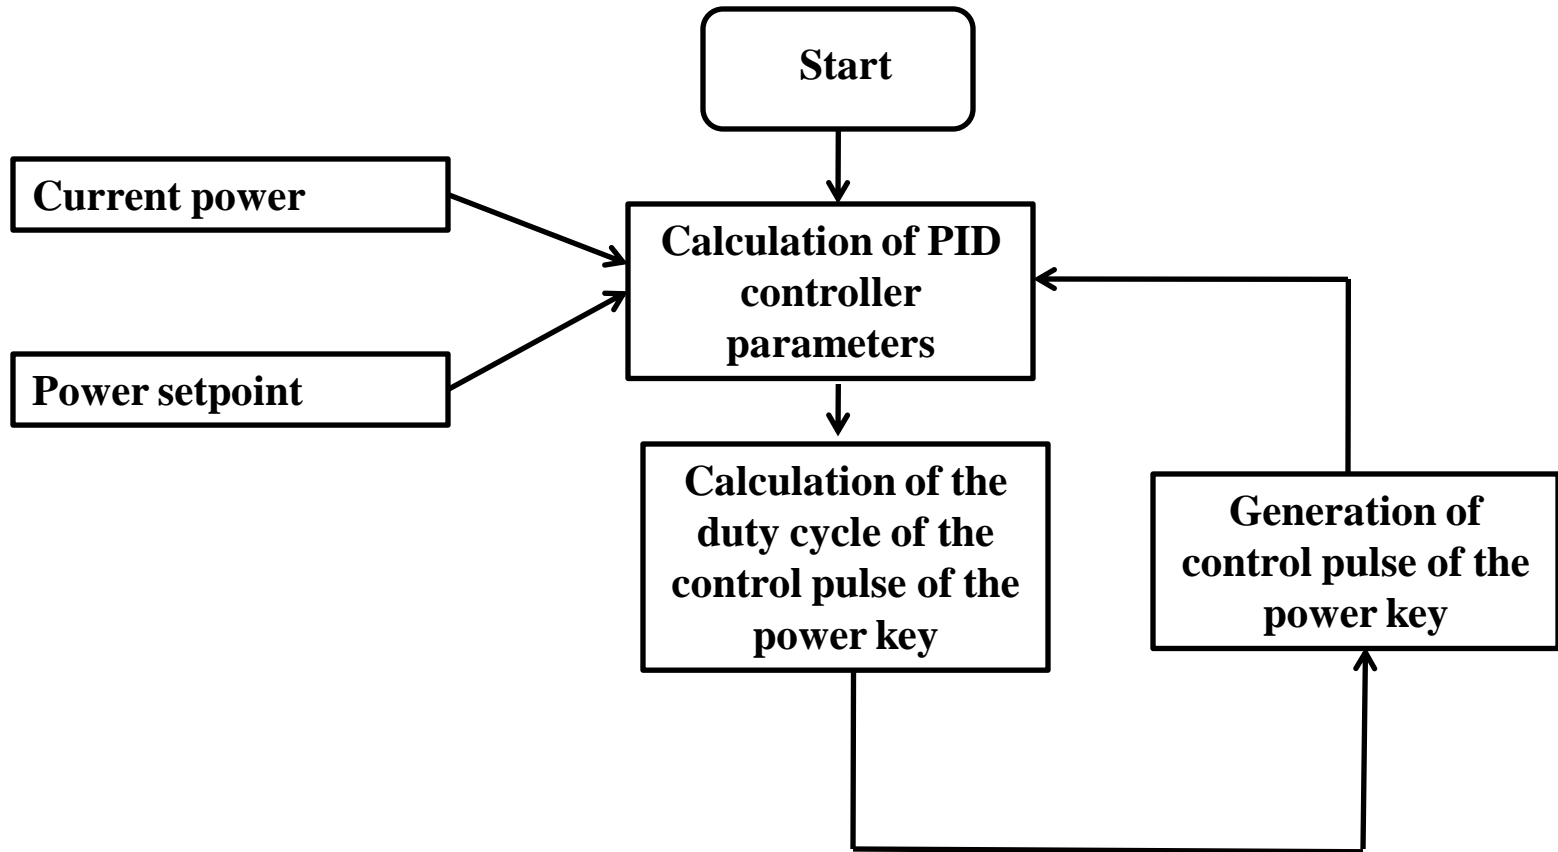 Start
Current power
Calculation of PID
controller
parameters
Power setpoint
Calculation of the
duty cycle of the
control pulse of the
power key
Generation of
control pulse of the
power key